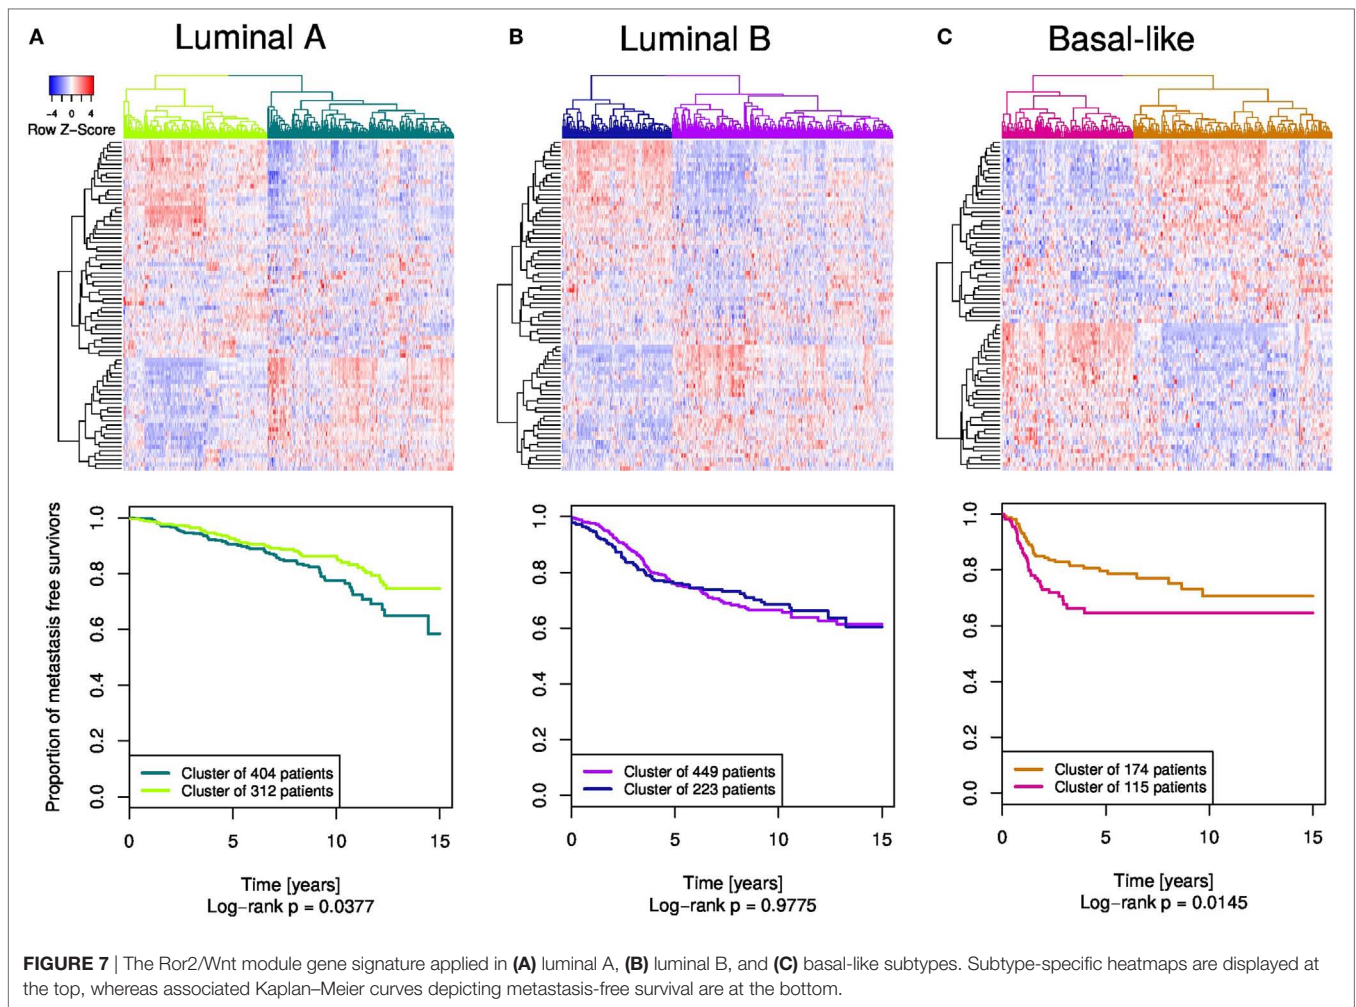 A
Luminal A
B
Luminal B
C
Basal-like
−4 0 4
Row Z−Score
Proportion of metastasis free survivors
0.0 0.2 0.4 0.6 0.8 1.0
Cluster of 404 patients
Cluster of 312 patients
0 5 10 15
Time [years]
Log−rank p = 0.0377
0.0 0.2 0.4 0.6 0.8 1.0
Cluster of 449 patients
Cluster of 223 patients
0 5 10 15
Time [years]
Log−rank p = 0.9775
0.0 0.2 0.4 0.6 0.8 1.0
Cluster of 174 patients
Cluster of 115 patients
0 5 10 15
Time [years]
Log−rank p = 0.0145
FIGURE 7 | The Ror2/Wnt module gene signature applied in (A) luminal A, (B) luminal B, and (C) basal-like subtypes. Subtype-specific heatmaps are displayed at
the top, whereas associated Kaplan–Meier curves depicting metastasis-free survival are at the bottom.